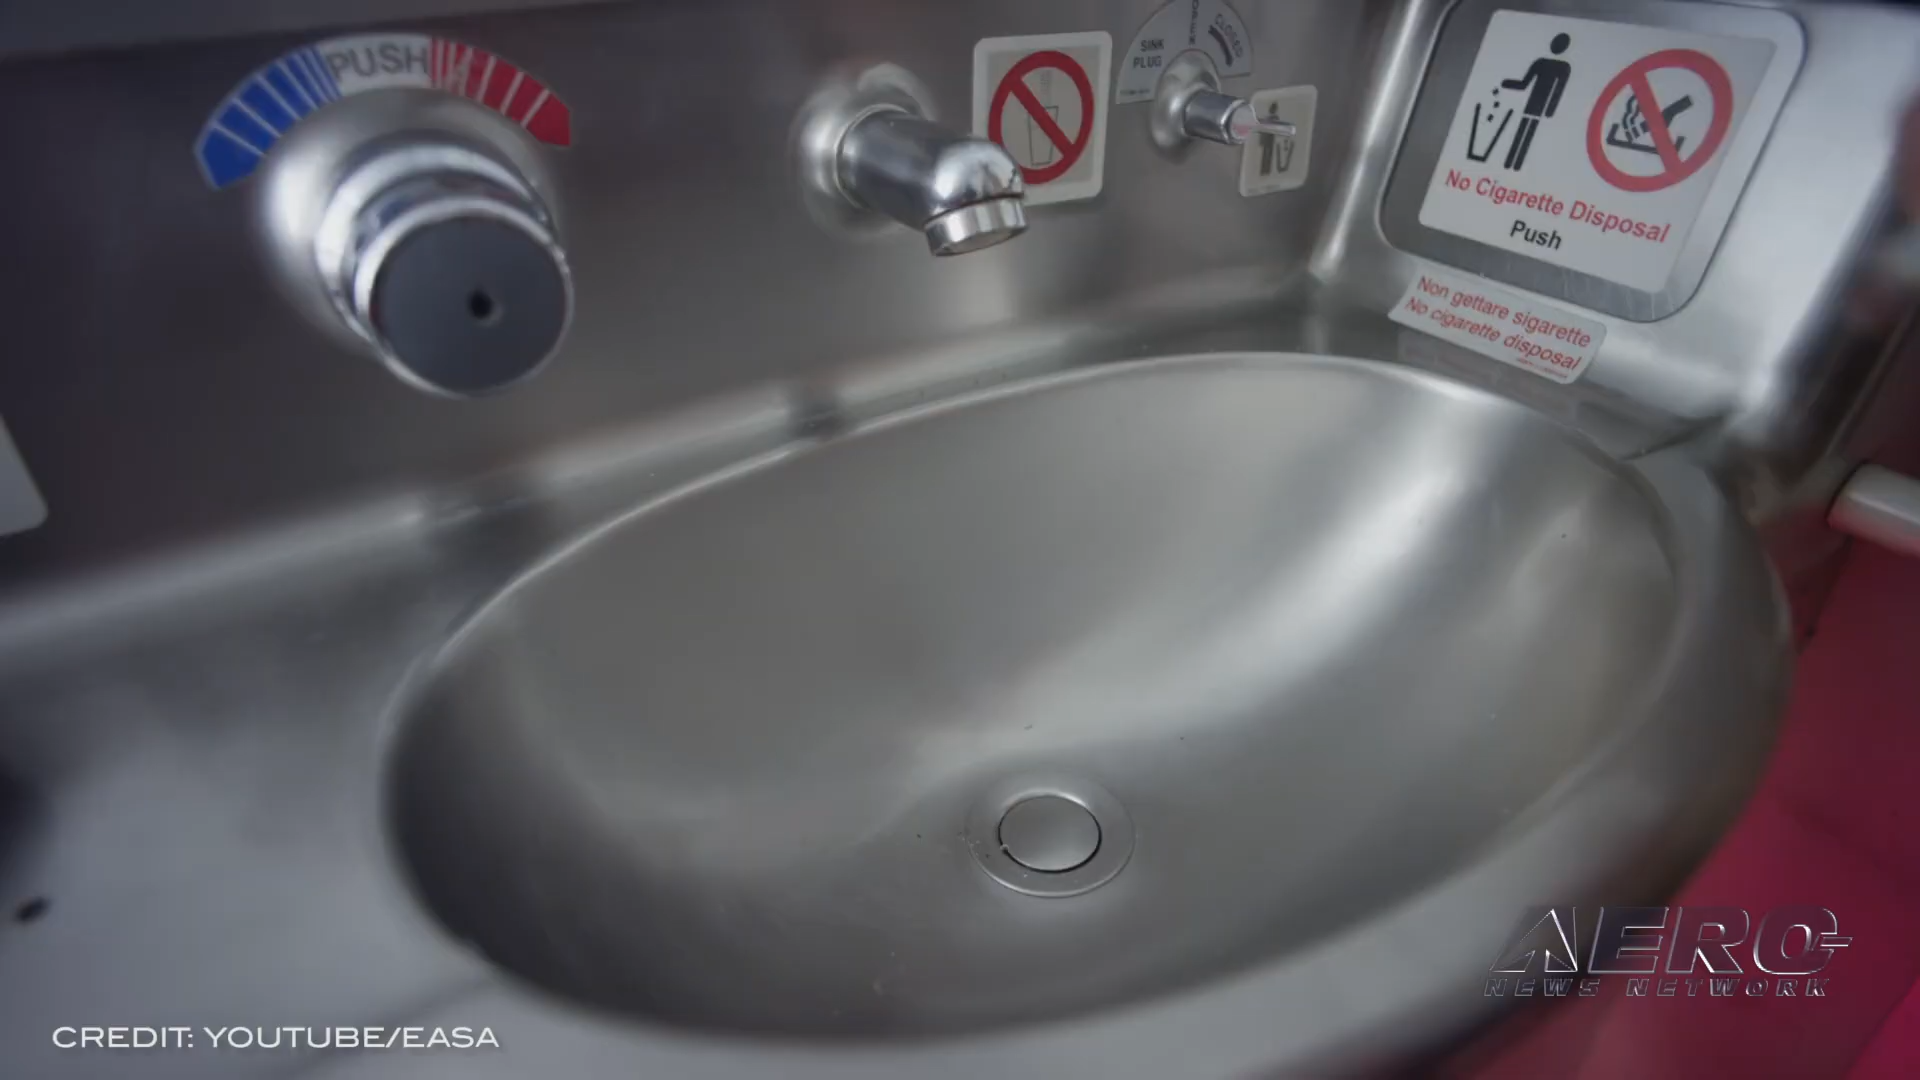 PUSH
SINK
PLUG
OPEN
CLOSED
No Cigarette Disposal
Push
Non gettare sigarette
No cigarette disposal
AERO
NEWS NETWORK
CREDIT: YOUTUBE/EASA